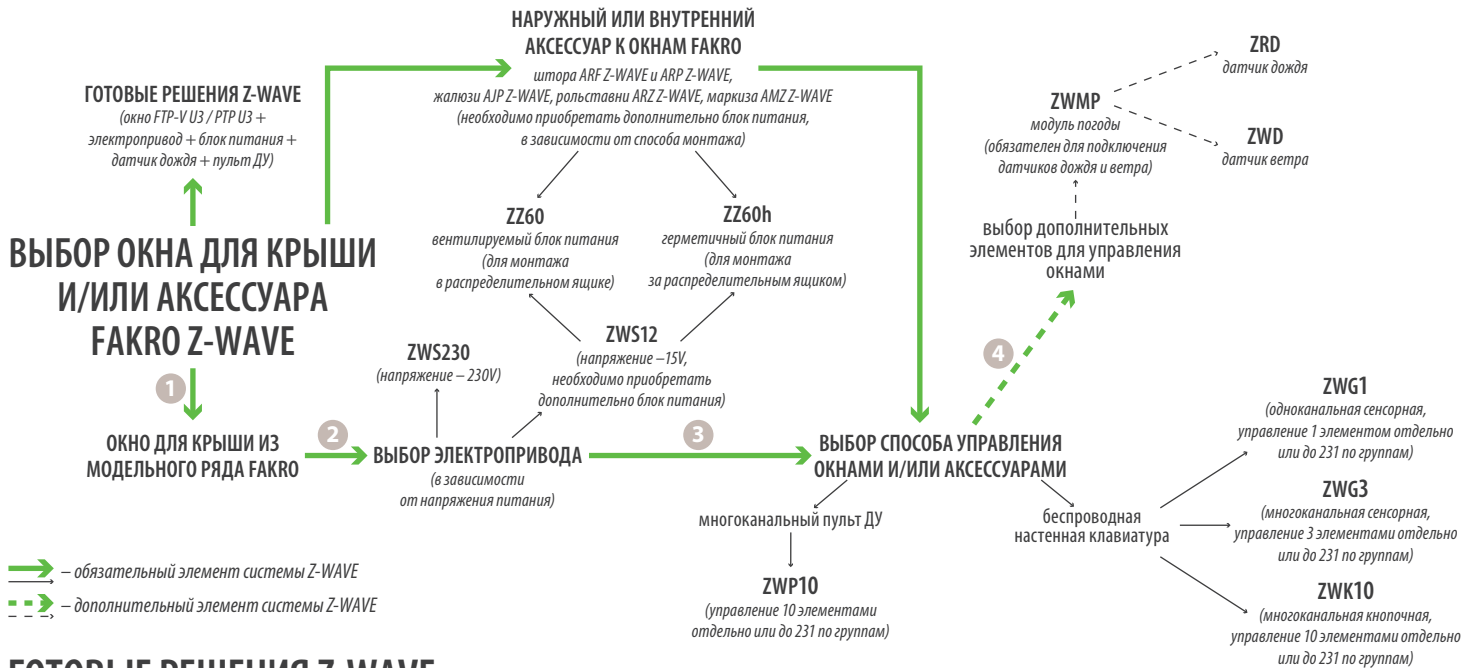 НАРУЖНЫЙ ИЛИ ВНУТРЕННИЙ
АКСЕССУАР К ОКНАМ FAKRO
штора ARF Z-WAVE и ARP Z-WAVE,
жалюзи AJP Z-WAVE, рольставни ARZ Z-WAVE, маркиза AMZ Z-WAVE
(необходимо приобретать дополнительно блок питания,
в зависимости от способа монтажа)
ГОТОВЫЕ РЕШЕНИЯ Z-WAVE
(окно FTP-V U3 / PTP U3 +
электропривод + блок питания +
датчик дождя + пульт ДУ)
ZRD
датчик дождя
ZWMP
модуль погоды
(обязателен для подключения
датчиков дождя и ветра)
ZWD
датчик ветра
ВЫБОР ОКНА ДЛЯ КРЫШИ
И/ИЛИ АКСЕССУАРА
FAKRO Z-WAVE
ZZ60
вентилируемый блок питания
(для монтажа
в распределительном ящике)
ZZ60h
герметичный блок питания
(для монтажа
за распределительным ящиком)
выбор дополнительных
элементов для управления
окнами
ZWS230
(напряжение – 230V)
ZWS12
(напряжение –15V,
необходимо приобретать
дополнительно блок питания)
1
2
3
4
ОКНО ДЛЯ КРЫШИ ИЗ
МОДЕЛЬНОГО РЯДА FAKRO
ВЫБОР ЭЛЕКТРОПРИВОДА
(в зависимости
от напряжения питания)
ВЫБОР СПОСОБА УПРАВЛЕНИЯ
ОКНАМИ И/ИЛИ АКСЕССУАРАМИ
многоканальный пульт ДУ
ZWP10
(управление 10 элементами
отдельно или до 231 по группам)
беспроводная
настенная клавиатура
ZWG1
(одноканальная сенсорная,
управление 1 элементом отдельно
или до 231 по группам)
ZWG3
(многоканальная сенсорная,
управление 3 элементами отдельно
или до 231 по группам)
ZWK10
(многоканальная кнопочная,
управление 10 элементами отдельно
или до 231 по группам)
– обязательный элемент системы Z-WAVE
– дополнительный элемент системы Z-WAVE
ГОТОВЫЕ РЕШЕНИЯ Z-WAVE